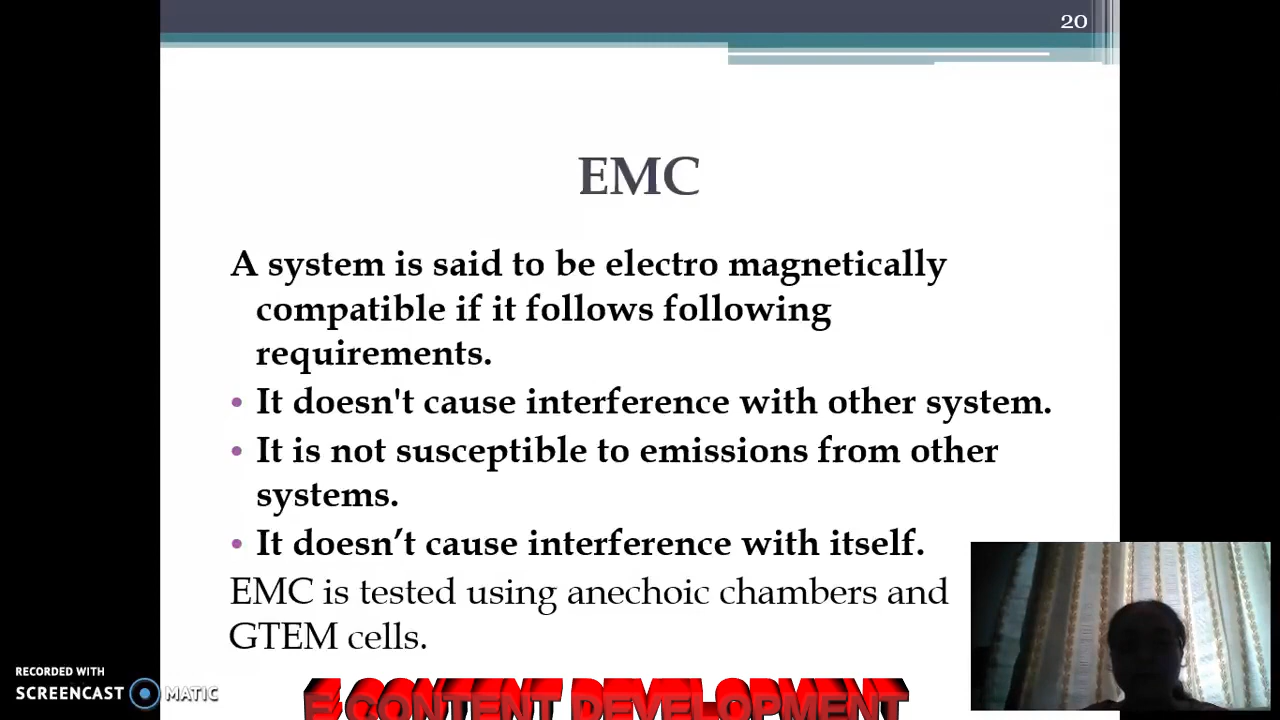 20
EMC
A system is said to be electro magnetically
compatible if it follows following
requirements.
• It doesn't cause interference with other system.
• It is not susceptible to emissions from other
systems.
• It doesn’t cause interference with itself.
EMC is tested using anechoic chambers and
GTEM cells.
RECORDED WITH
SCREENCAST MATIC
E-CONTENT DEVELOPMENT